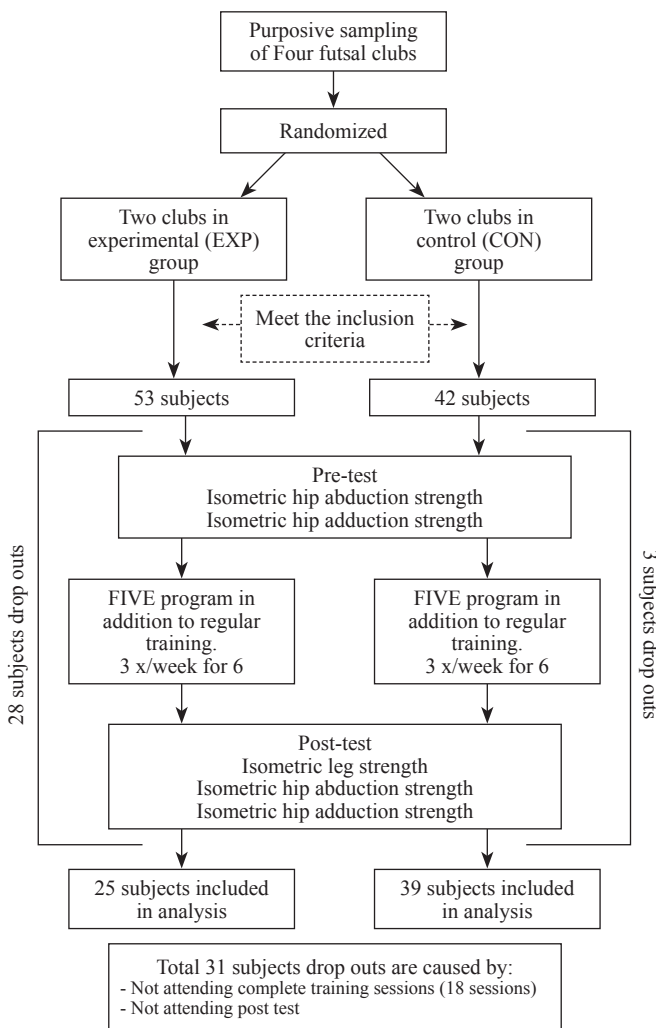 Purposive sampling
of Four futsal clubs
Randomized
Two clubs in
experimental (EXP)
group
Two clubs in
control (CON)
group
Meet the inclusion
criteria
53 subjects
42 subjects
28 subjects drop outs
3 subjects drop outs
Pre-test
Isometric hip abduction strength
Isometric hip adduction strength
FIVE program in
addition to regular
training.
3 x/week for 6
FIVE program in
addition to regular
training.
3 x/week for 6
Post-test
Isometric leg strength
Isometric hip abduction strength
Isometric hip adduction strength
25 subjects included
in analysis
39 subjects included
in analysis
Total 31 subjects drop outs are caused by:
- Not attending complete training sessions (18 sessions)
- Not attending post test